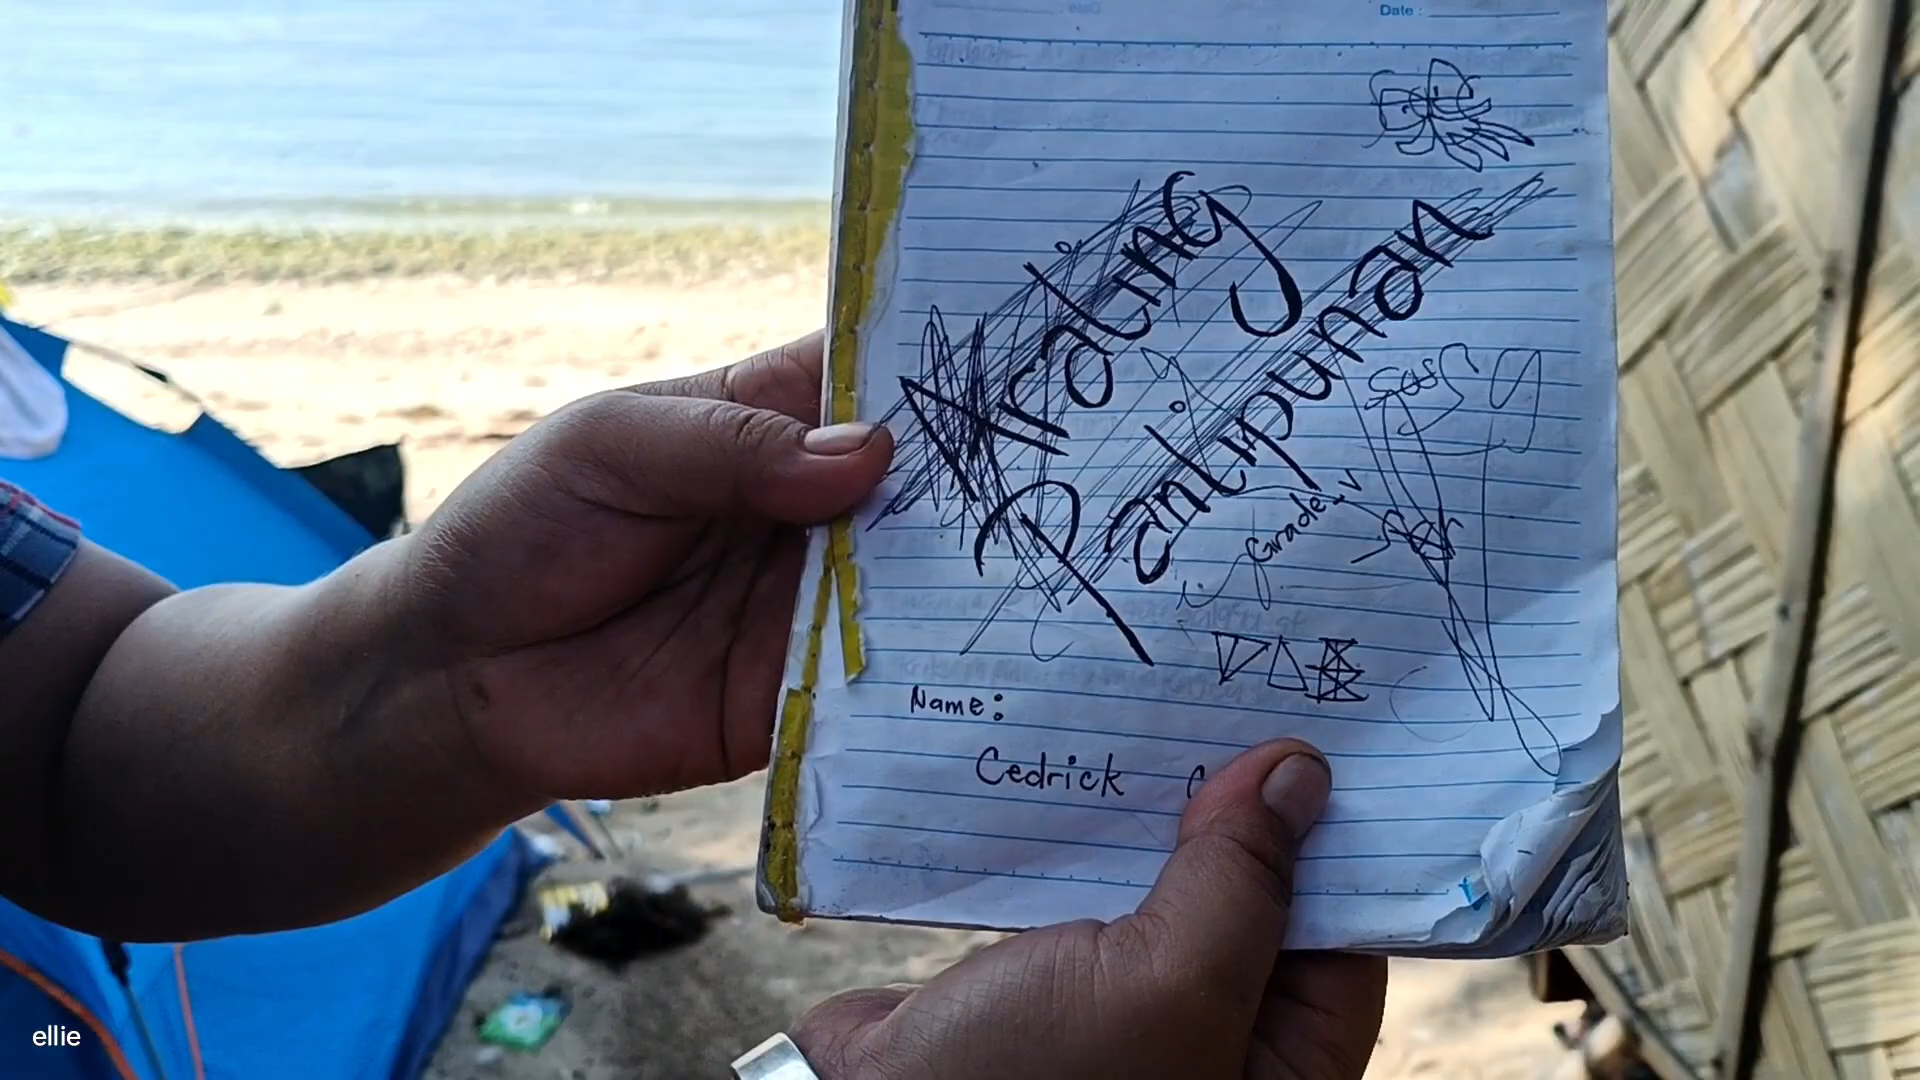 Date :
Araling
Panlipunan
Grade-V
Name:
Cedrick
ellie